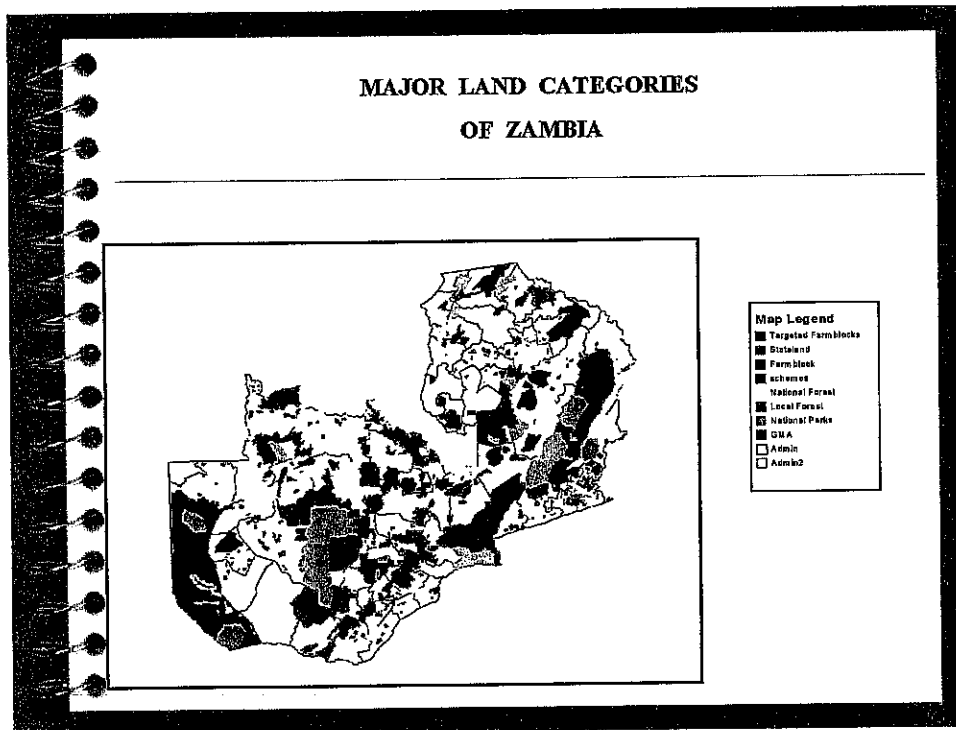 MAJOR LAND CATEGORIES
OF ZAMBIA
Map Legend
Targeted Farmblocks
Stateland
Farmblock
schemes
National Forest
Local Forest
National Parks
GMA
Admin
Admin2